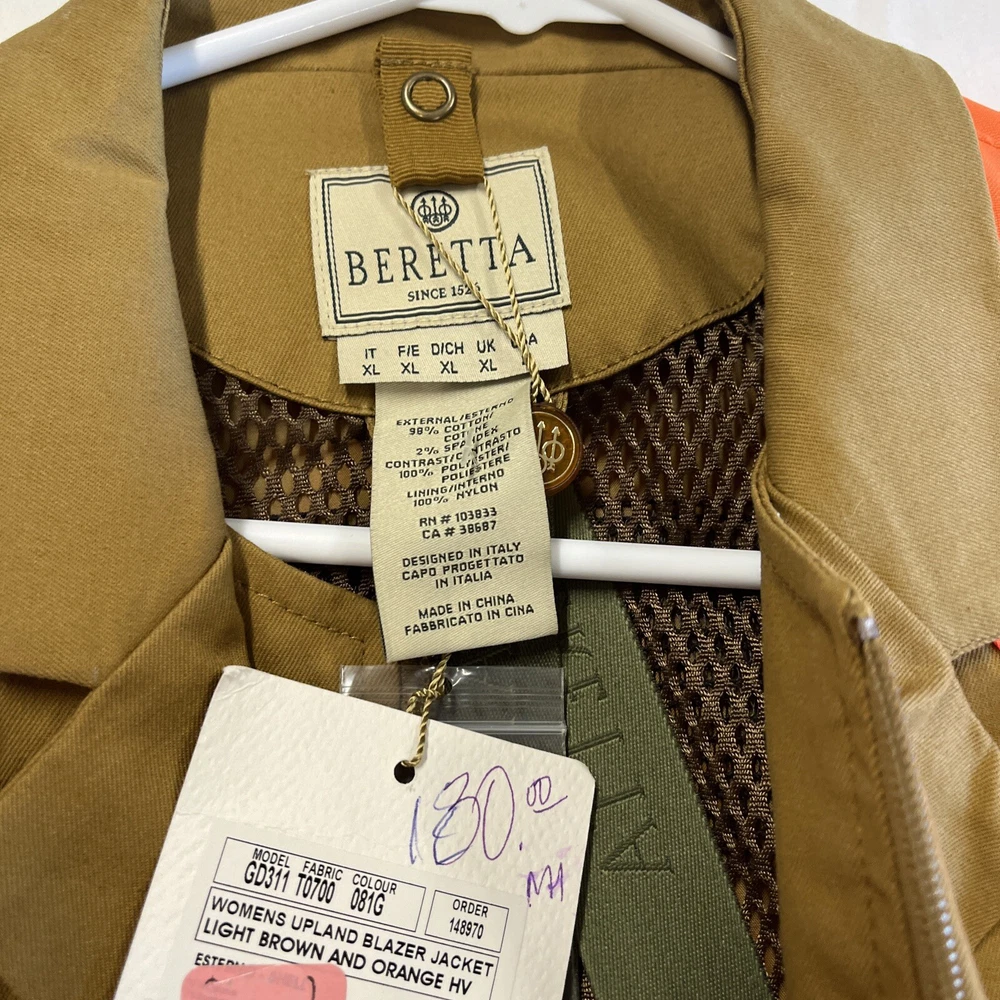 BERETTA
SINCE 152
IT F/E D/CH UK A
XL XL XL XL
EXTERNAL/ESTERNO
98% COTTON/
COTONE
2% SPANDEX
CONTRAST/CONTRASTO
100% POLYESTER/
POLIESTERE
LINING/INTERNO
100% NYLON
RN # 103833
CA # 38687
DESIGNED IN ITALY
CAPO PROGETTATO
IN ITALIA
MADE IN CHINA
FABBRICATO IN CINA
180.00
MH
MODEL FABRIC COLOUR
GD311 T0700 081G
ORDER
148970
WOMENS UPLAND BLAZER JACKET
LIGHT BROWN AND ORANGE HV
SHELL